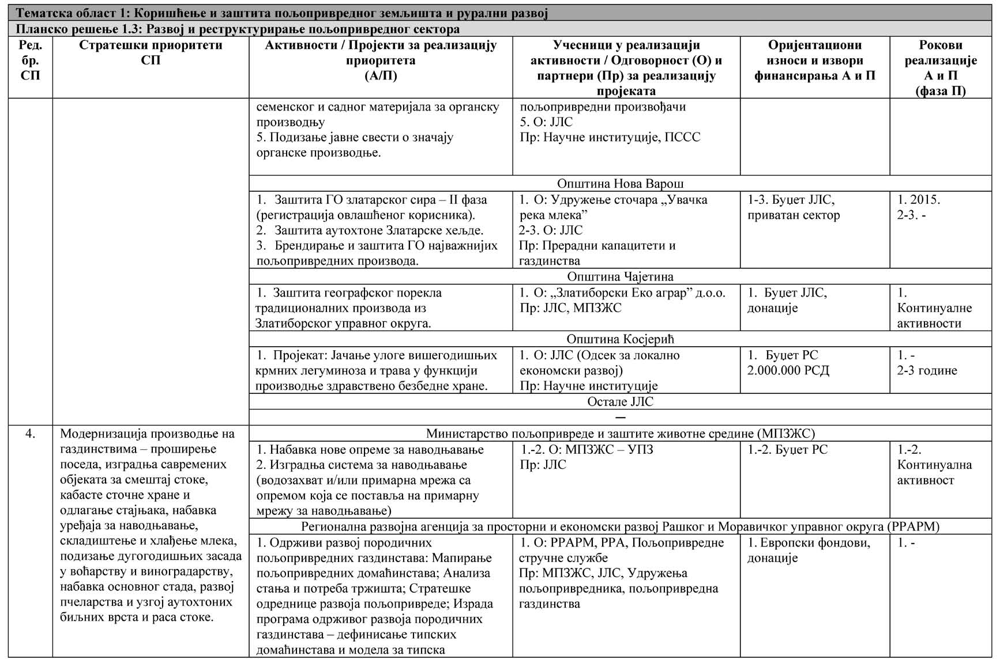 Тематска област 1: Коришћење и заштита пољопривредног земљишта и рурални развој
Планско решење 1.3: Развој и реструктурирање пољопривредног сектора
Ред.
бр.
СП
Стратешки приоритети
СП
Активности / Пројекти за реализацију
приоритета
(А/П)
Учесници у реализацији
активности / Одговорност (О) и
партнери (Пр) за реализацију
пројеката
Оријентациони
износи и извори
финансирања А и П
Рокови
реализације
А и П
(фаза П)
семенског и садног материјала за органску
производњу
5. Подизање јавне свести о значају
органске производње.
пољопривредни произвођачи
5. О: ЈЛС
Пр: Научне институције, ПССС
Општина Нова Варош
1. Заштита ГО златарског сира – II фаза
(регистрација овлашћеног корисника).
2. Заштита аутохтоне Златарске хељде.
3. Брендирање и заштита ГО најважнијих
пољопривредних производа.
1. О: Удружење сточара „Увачка
река млека”
2-3. О: ЈЛС
Пр: Прерадни капацитети и
газдинства
1-3. Буџет ЈЛС,
приватан сектор
1. 2015.
2-3. -
Општина Чајетина
1. Заштита географског порекла
традиционалних производа из
Златиборског управног округа.
1. О: „Златиборски Еко аграр” д.о.о.
Пр: ЈЛС, МПЗЖС
1. Буџет ЈЛС,
донације
1.
Континуалне
активности
Општина Косјерић
1. Пројекат: Јачање улоге вишегодишњих
крмних легуминоза и трава у функцији
производње здравствено безбедне хране.
1. О: ЈЛС (Одсек за локално
економски развој)
Пр: Научне институције
1. Буџет РС
2.000.000 РСД
1. -
2-3 године
Остале ЈЛС
—
4.
Модернизација производње на
газдинствима – проширење
поседа, изградња савремених
објеката за смештај стоке,
кабасте сточне хране и
одлагање стајњака, набавка
уређаја за наводњавање,
складиштење и хлађење млека,
подизање дугогодишњих засада
у воћарству и виноградарству,
набавка основног стада, развој
пчеларства и узгој аутохтоних
биљних врста и раса стоке.
Министарство пољопривреде и заштите животне средине (МПЗЖС)
1. Набавка нове опреме за наводњавање
2. Изградња система за наводњавање
(водозахват и/или примарна мрежа са
опремом која се поставља на примарну
мрежу за наводњавање)
1.-2. О: МПЗЖС – УПЗ
Пр: ЈЛС
1.-2. Буџет РС
1.-2.
Континуална
активност
Регионална развојна агенција за просторни и економски развој Рашког и Моравичког управног округа (РРАРМ)
1. Одрживи развој породичних
пољопривредних газдинстава: Мапирање
пољопривредних домаћинстава; Анализа
стања и потреба тржишта; Стратешке
одреднице развоја пољопривреде; Израда
програма одрживог развоја породичних
газдинстава – дефинисање типских
домаћинстава и модела за типска
1. О: РРАРМ, РРА, Пољопривредне
стручне службе
Пр: МПЗЖС, ЈЛС, Удружења
пољопривредника, пољопривредна
газдинства
1. Европски фондови,
донације
1. -